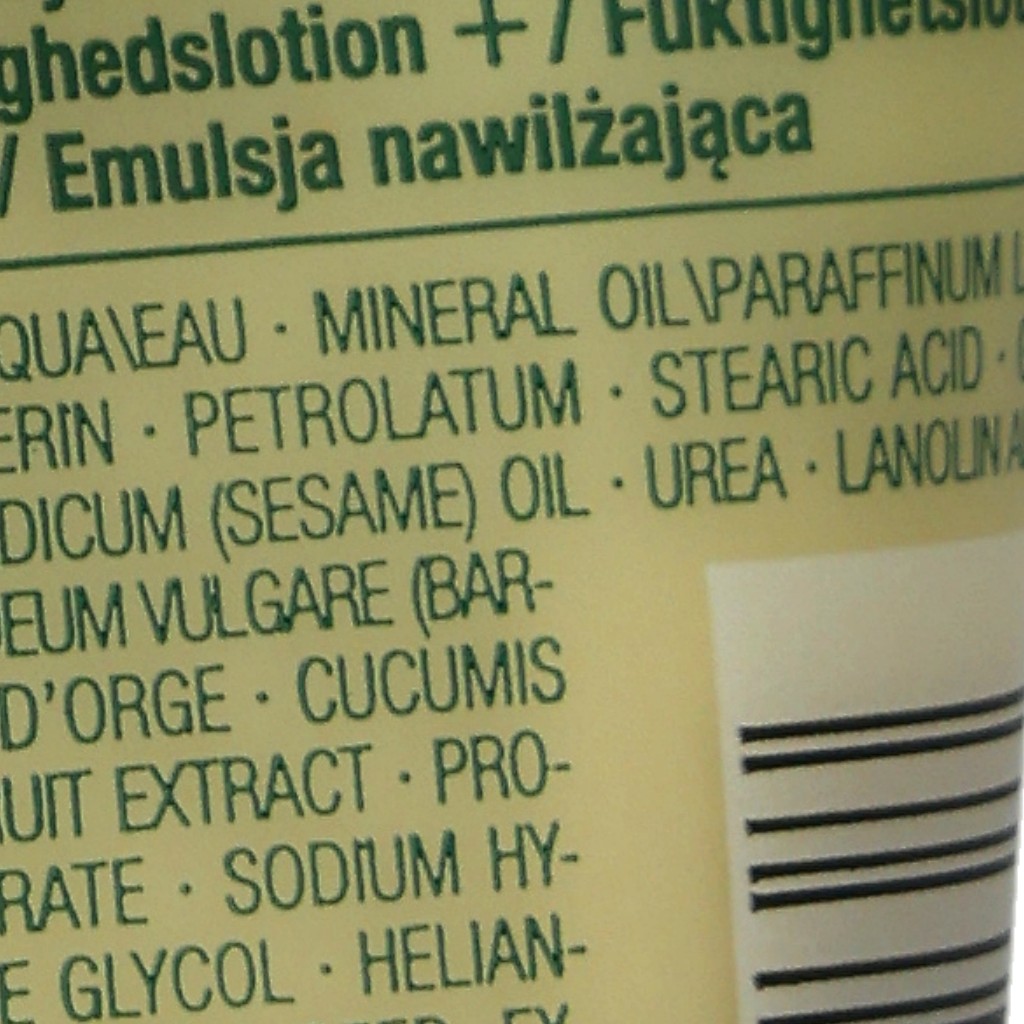 ghedslotion + / Fuktighetslot
/ Emulsja nawilżająca
QUA\EAU · MINERAL OIL\PARAFFINUM L
ERIN · PETROLATUM · STEARIC ACID ·
DICUM (SESAME) OIL · UREA · LANOLIN A
EUM VULGARE (BAR-
D'ORGE · CUCUMIS
UIT EXTRACT · PRO-
RATE · SODIUM HY-
E GLYCOL · HELIAN-